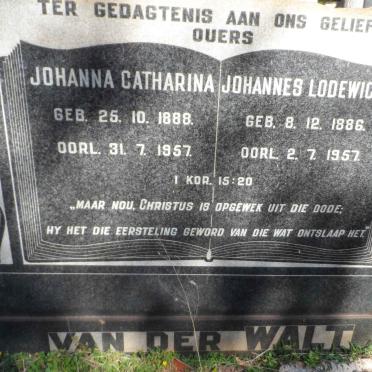 TER GEDAGTENIS AAN ONS GELIEF
OUERS
JOHANNA CATHARINA
GEB. 25. 10. 1888.
OORL. 31. 7. 1957.
JOHANNES LODEWIC
GEB. 8. 12. 1886.
OORL. 2. 7. 1957.
I KOR. 15:20
„MAAR NOU, CHRISTUS IS OPGEWEK UIT DIE DODE;
HY HET DIE EERSTELING GEWORD VAN DIE WAT ONTSLAAP HET."
VAN DER WALT